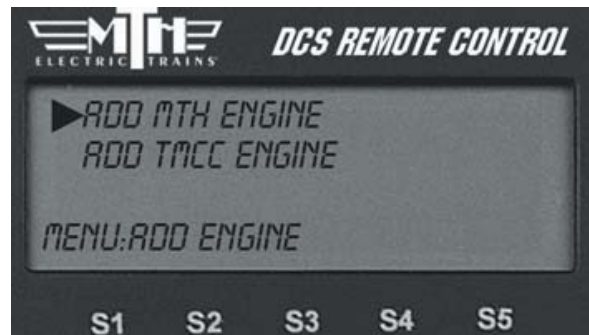 MTH
ELECTRIC TRAINS
DCS REMOTE CONTROL
ADD MTH ENGINE
ADD TMCC ENGINE
MENU:ADD ENGINE
S1 S2 S3 S4 S5